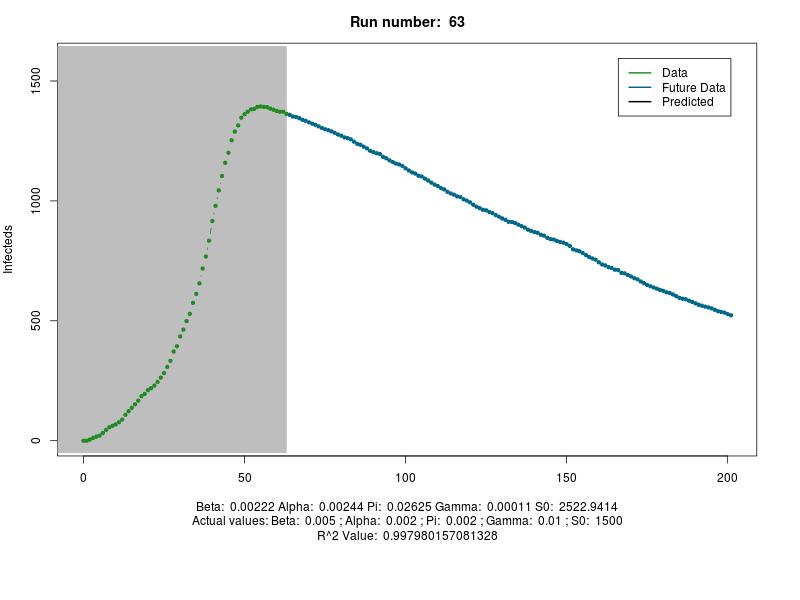 Run number: 63
Data
Future Data
Predicted
Infecteds
1500
1000
500
0
0 50 100 150 200
Beta: 0.00222 Alpha: 0.00244 Pi: 0.02625 Gamma: 0.00011 S0: 2522.9414
Actual values: Beta: 0.005 ; Alpha: 0.002 ; Pi: 0.002 ; Gamma: 0.01 ; S0: 1500
R^2 Value: 0.997980157081328